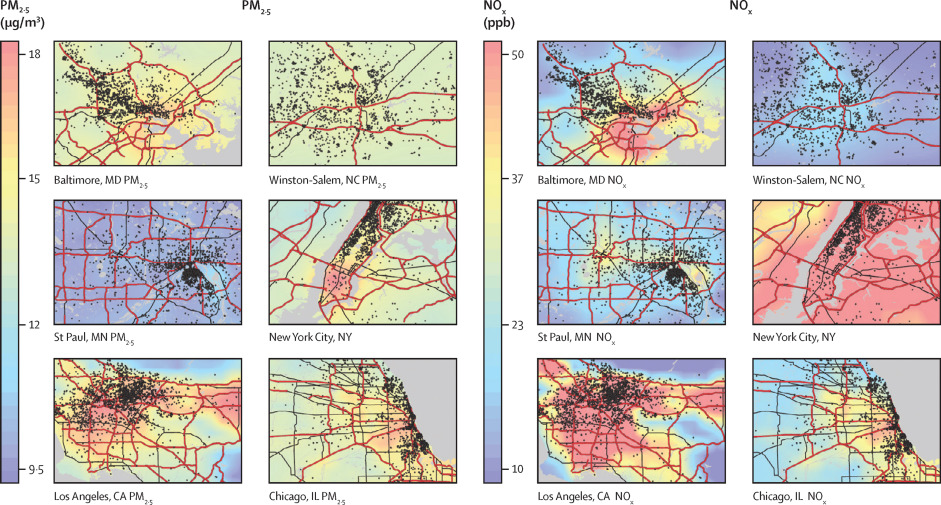 PM2·5
(µg/m³)
PM2·5
NOx
(ppb)
NOx
18
15
12
9·5
50
37
23
10
Baltimore, MD PM2·5
Winston-Salem, NC PM2·5
Baltimore, MD NOx
Winston-Salem, NC NOx
St Paul, MN PM2·5
New York City, NY
St Paul, MN NOx
New York City, NY
Los Angeles, CA PM2·5
Chicago, IL PM2·5
Los Angeles, CA NOx
Chicago, IL NOx